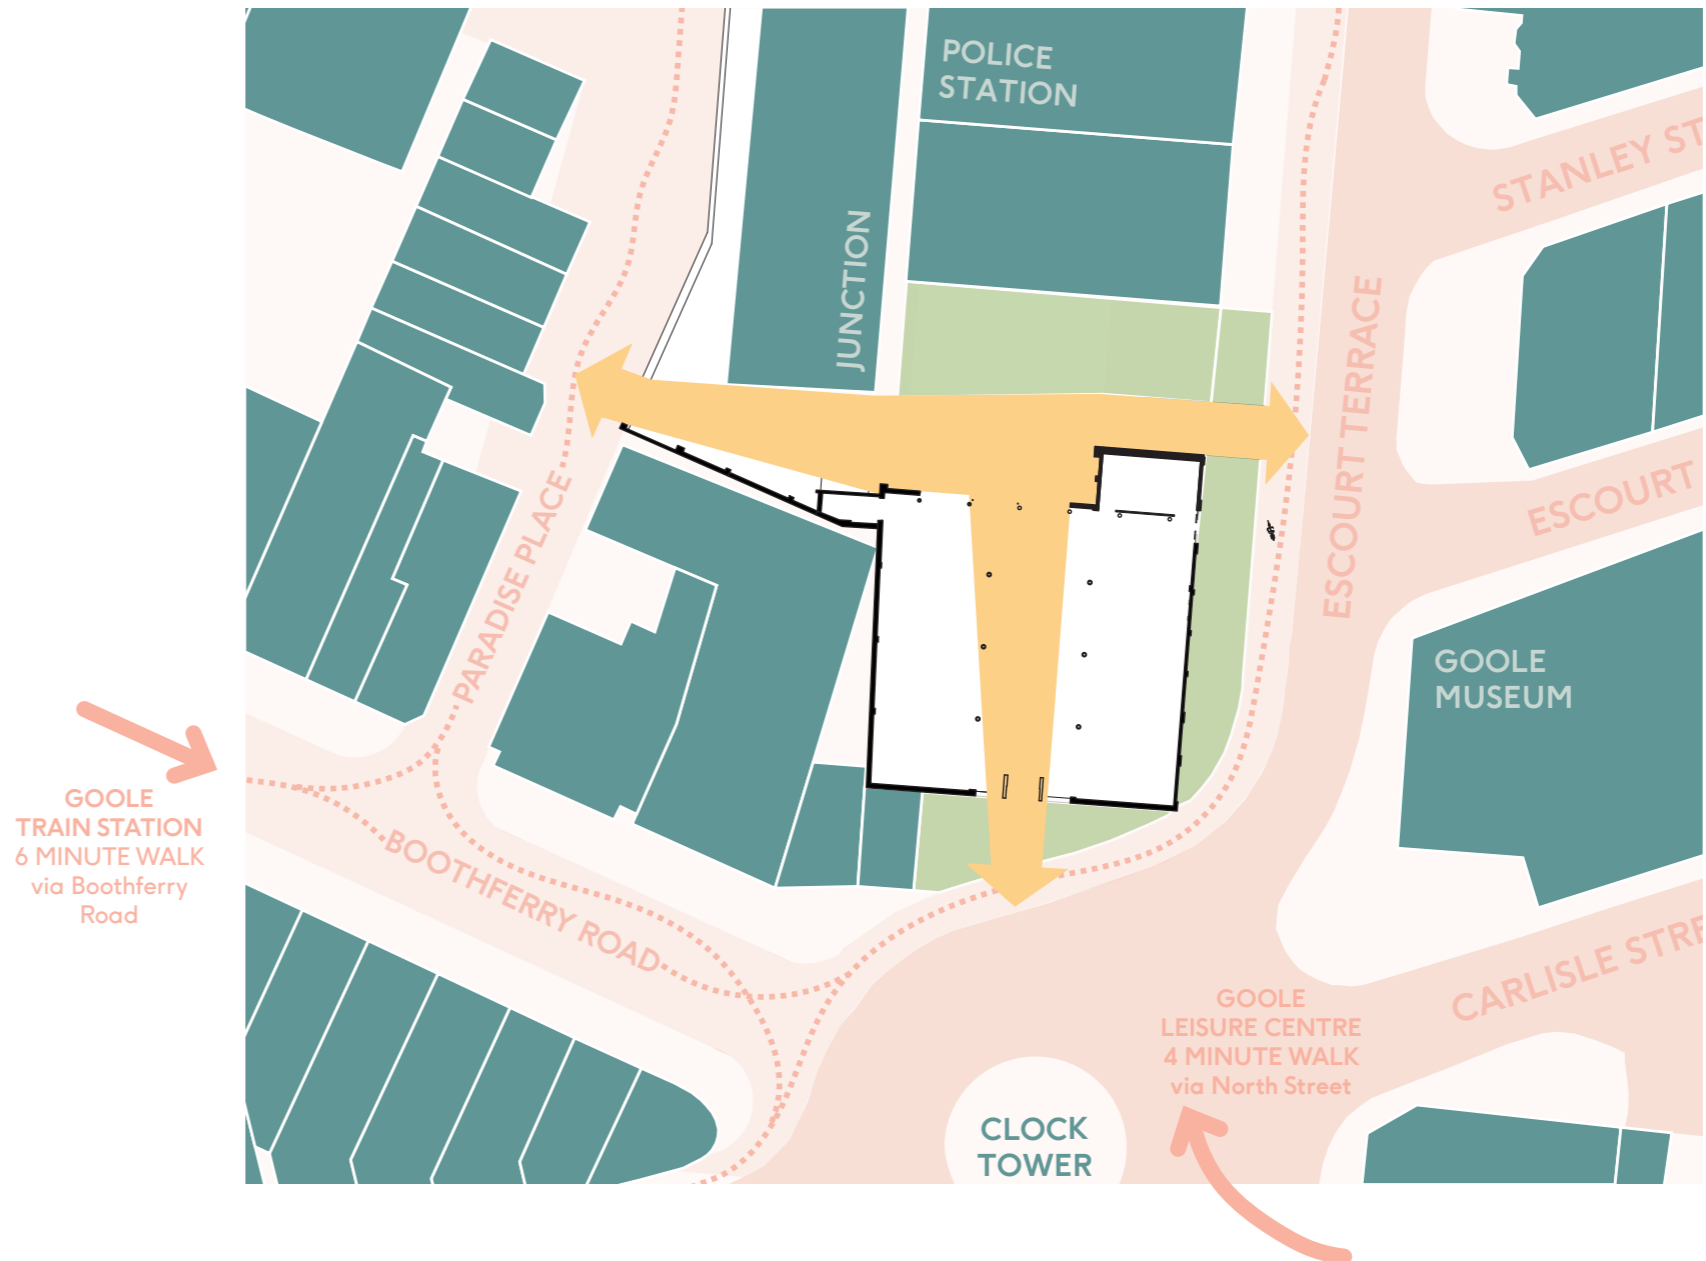 POLICE
STATION
STANLEY ST
JUNCTION
ESCOURT TERRACE
ESCOURT
PARADISE PLACE
GOOLE
MUSEUM
GOOLE
TRAIN STATION
6 MINUTE WALK
via Boothferry
Road
BOOTHFERRY ROAD
CARLISLE STRE
GOOLE
LEISURE CENTRE
4 MINUTE WALK
via North Street
CLOCK
TOWER